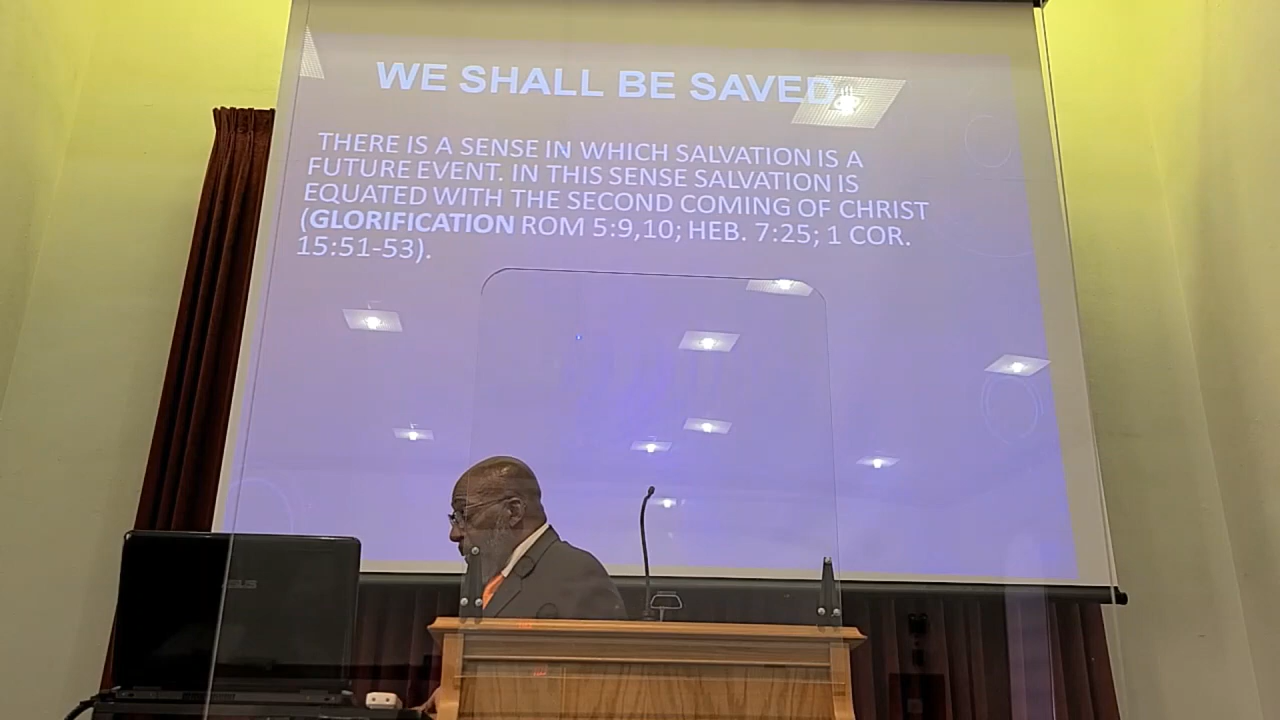 WE SHALL BE SAVED
THERE IS A SENSE IN WHICH SALVATION IS A
FUTURE EVENT. IN THIS SENSE SALVATION IS
EQUATED WITH THE SECOND COMING OF CHRIST
(GLORIFICATION ROM 5:9,10; HEB. 7:25; 1 COR.
15:51-53).
ASUS